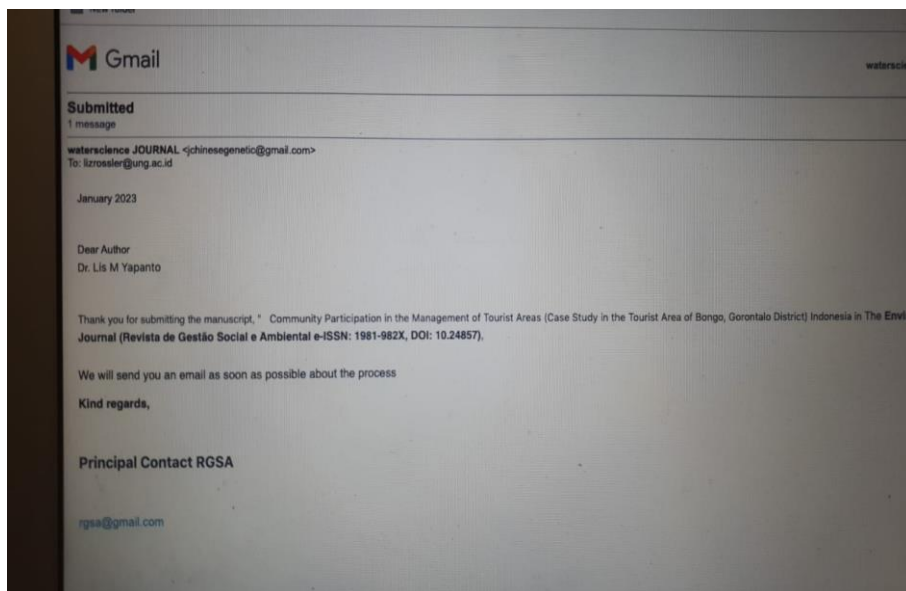 New folder
Gmail
waterscie
Submitted
1 message
waterscience JOURNAL <jchinesegenetic@gmail.com>
To: lizrossler@ung.ac.id
January 2023
Dear Author
Dr. Lis M Yapanto
Thank you for submitting the manuscript, " Community Participation in the Management of Tourist Areas (Case Study in the Tourist Area of Bongo, Gorontalo District) Indonesia in The Envi
Journal (Revista de Gestão Social e Ambiental e-ISSN: 1981-982X, DOI: 10.24857).
We will send you an email as soon as possible about the process
Kind regards,
Principal Contact RGSA
rgsa@gmail.com